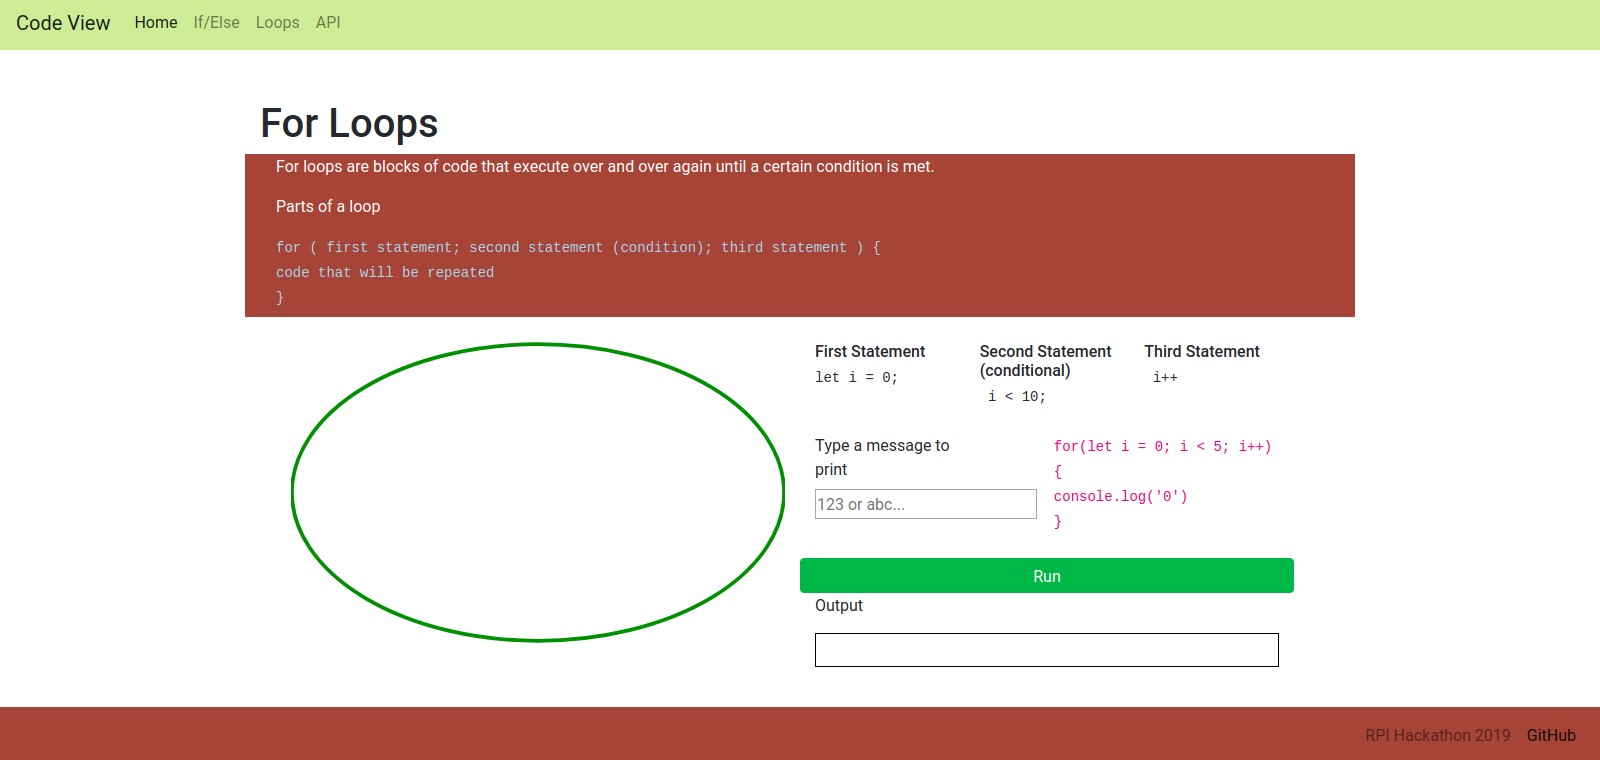 Code View Home If/Else Loops API
For Loops
For loops are blocks of code that execute over and over again until a certain condition is met.
Parts of a loop
for ( first statement; second statement (condition); third statement ) {
code that will be repeated
}
First Statement
let i = 0;
Second Statement
(conditional)
i < 10;
Third Statement
i++
Type a message to
print
123 or abc...
for(let i = 0; i < 5; i++)
{
console.log('0')
}
Run
Output
RPI Hackathon 2019 GitHub